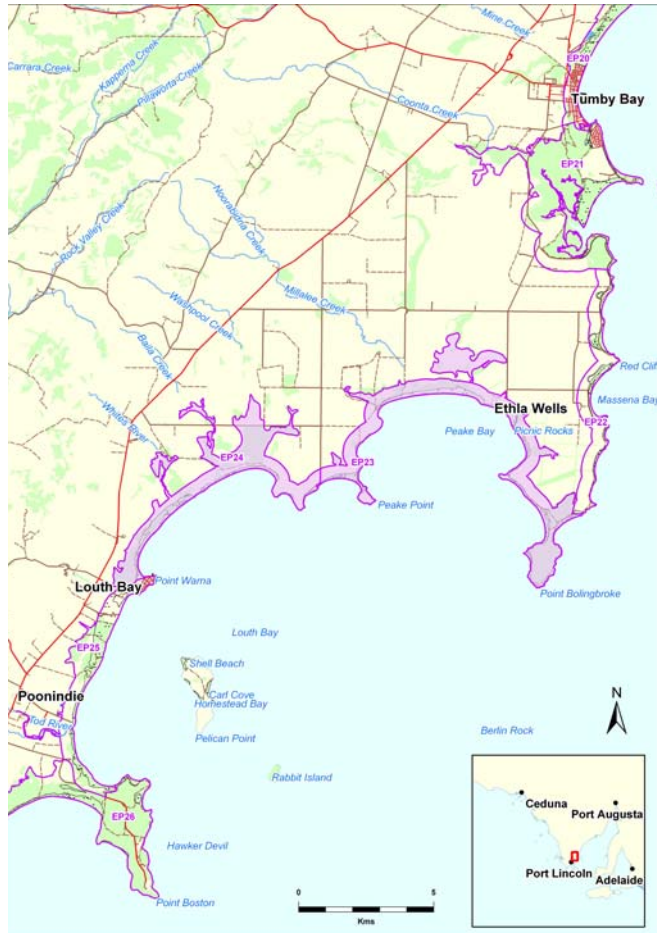 Mine Creek
Kapperna Creek
Carrara Creek
Pillaworta Creek
EP20
Tumby Bay
Coonta Creek
EP21
Rock Valley Creek
Noorabinna Creek
Millalee Creek
Washpool Creek
Baila Creek
Red Cliff
Massena Bay
Ethla Wells
Whites River
EP22
Peake Bay
Picnic Rocks
EP24
EP23
Peake Point
Louth Bay
Point Warna
Point Bolingbroke
Louth Bay
EP25
Shell Beach
Poonindie
Carl Cove
Homestead Bay
Tod River
Pelican Point
Berlin Rock
Rabbit Island
N
EP26
Hawker Devil
Point Boston
0
5
Kms
Ceduna
Port Augusta
Port Lincoln
Adelaide